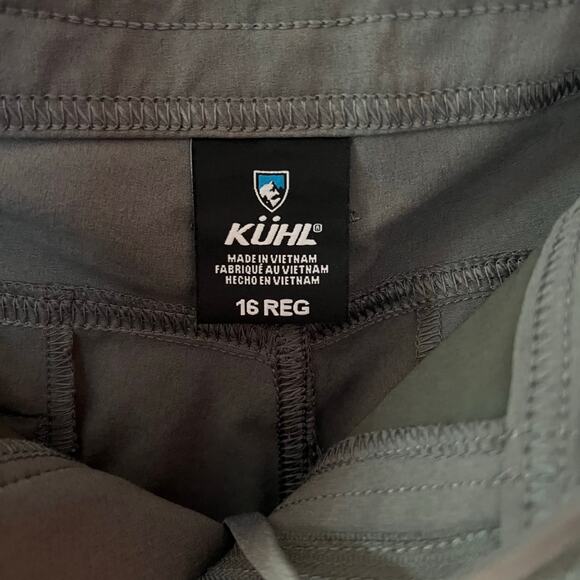 KÜHL®
MADE IN VIETNAM
FABRIQUÉ AU VIETNAM
HECHO EN VIETNAM
16 REG